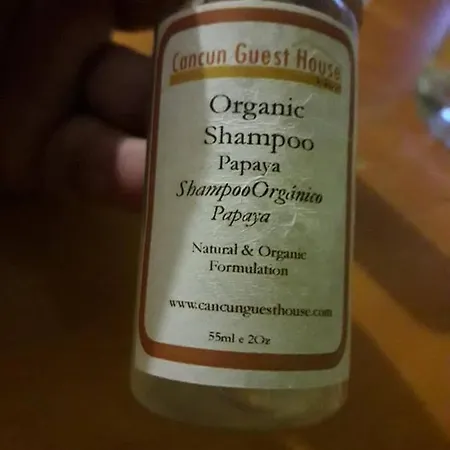 Cancun Guest House
Organic
Shampoo
Papaya
ShampooOrgánico
Papaya
Natural & Organic
Formulation
www.cancunguesthouse.com
55ml e 2Oz